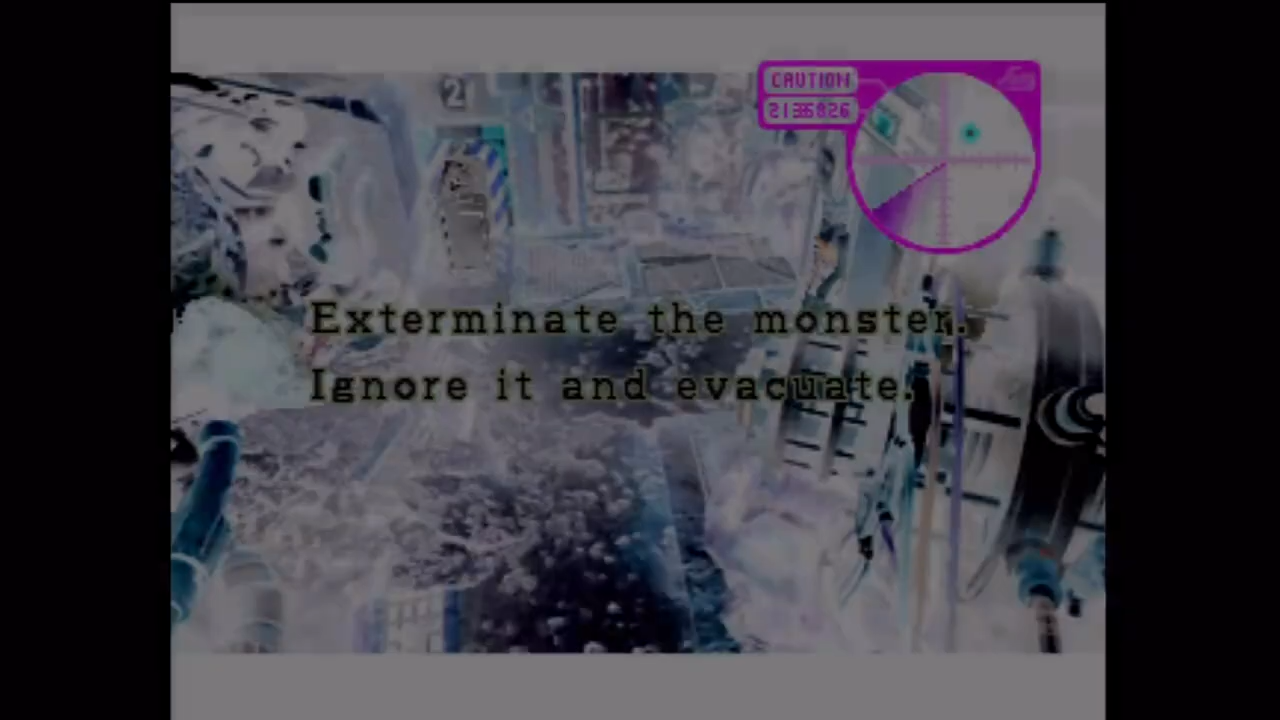 2
CAUTION
Exterminate the monster.
Ignore it and evacuate.